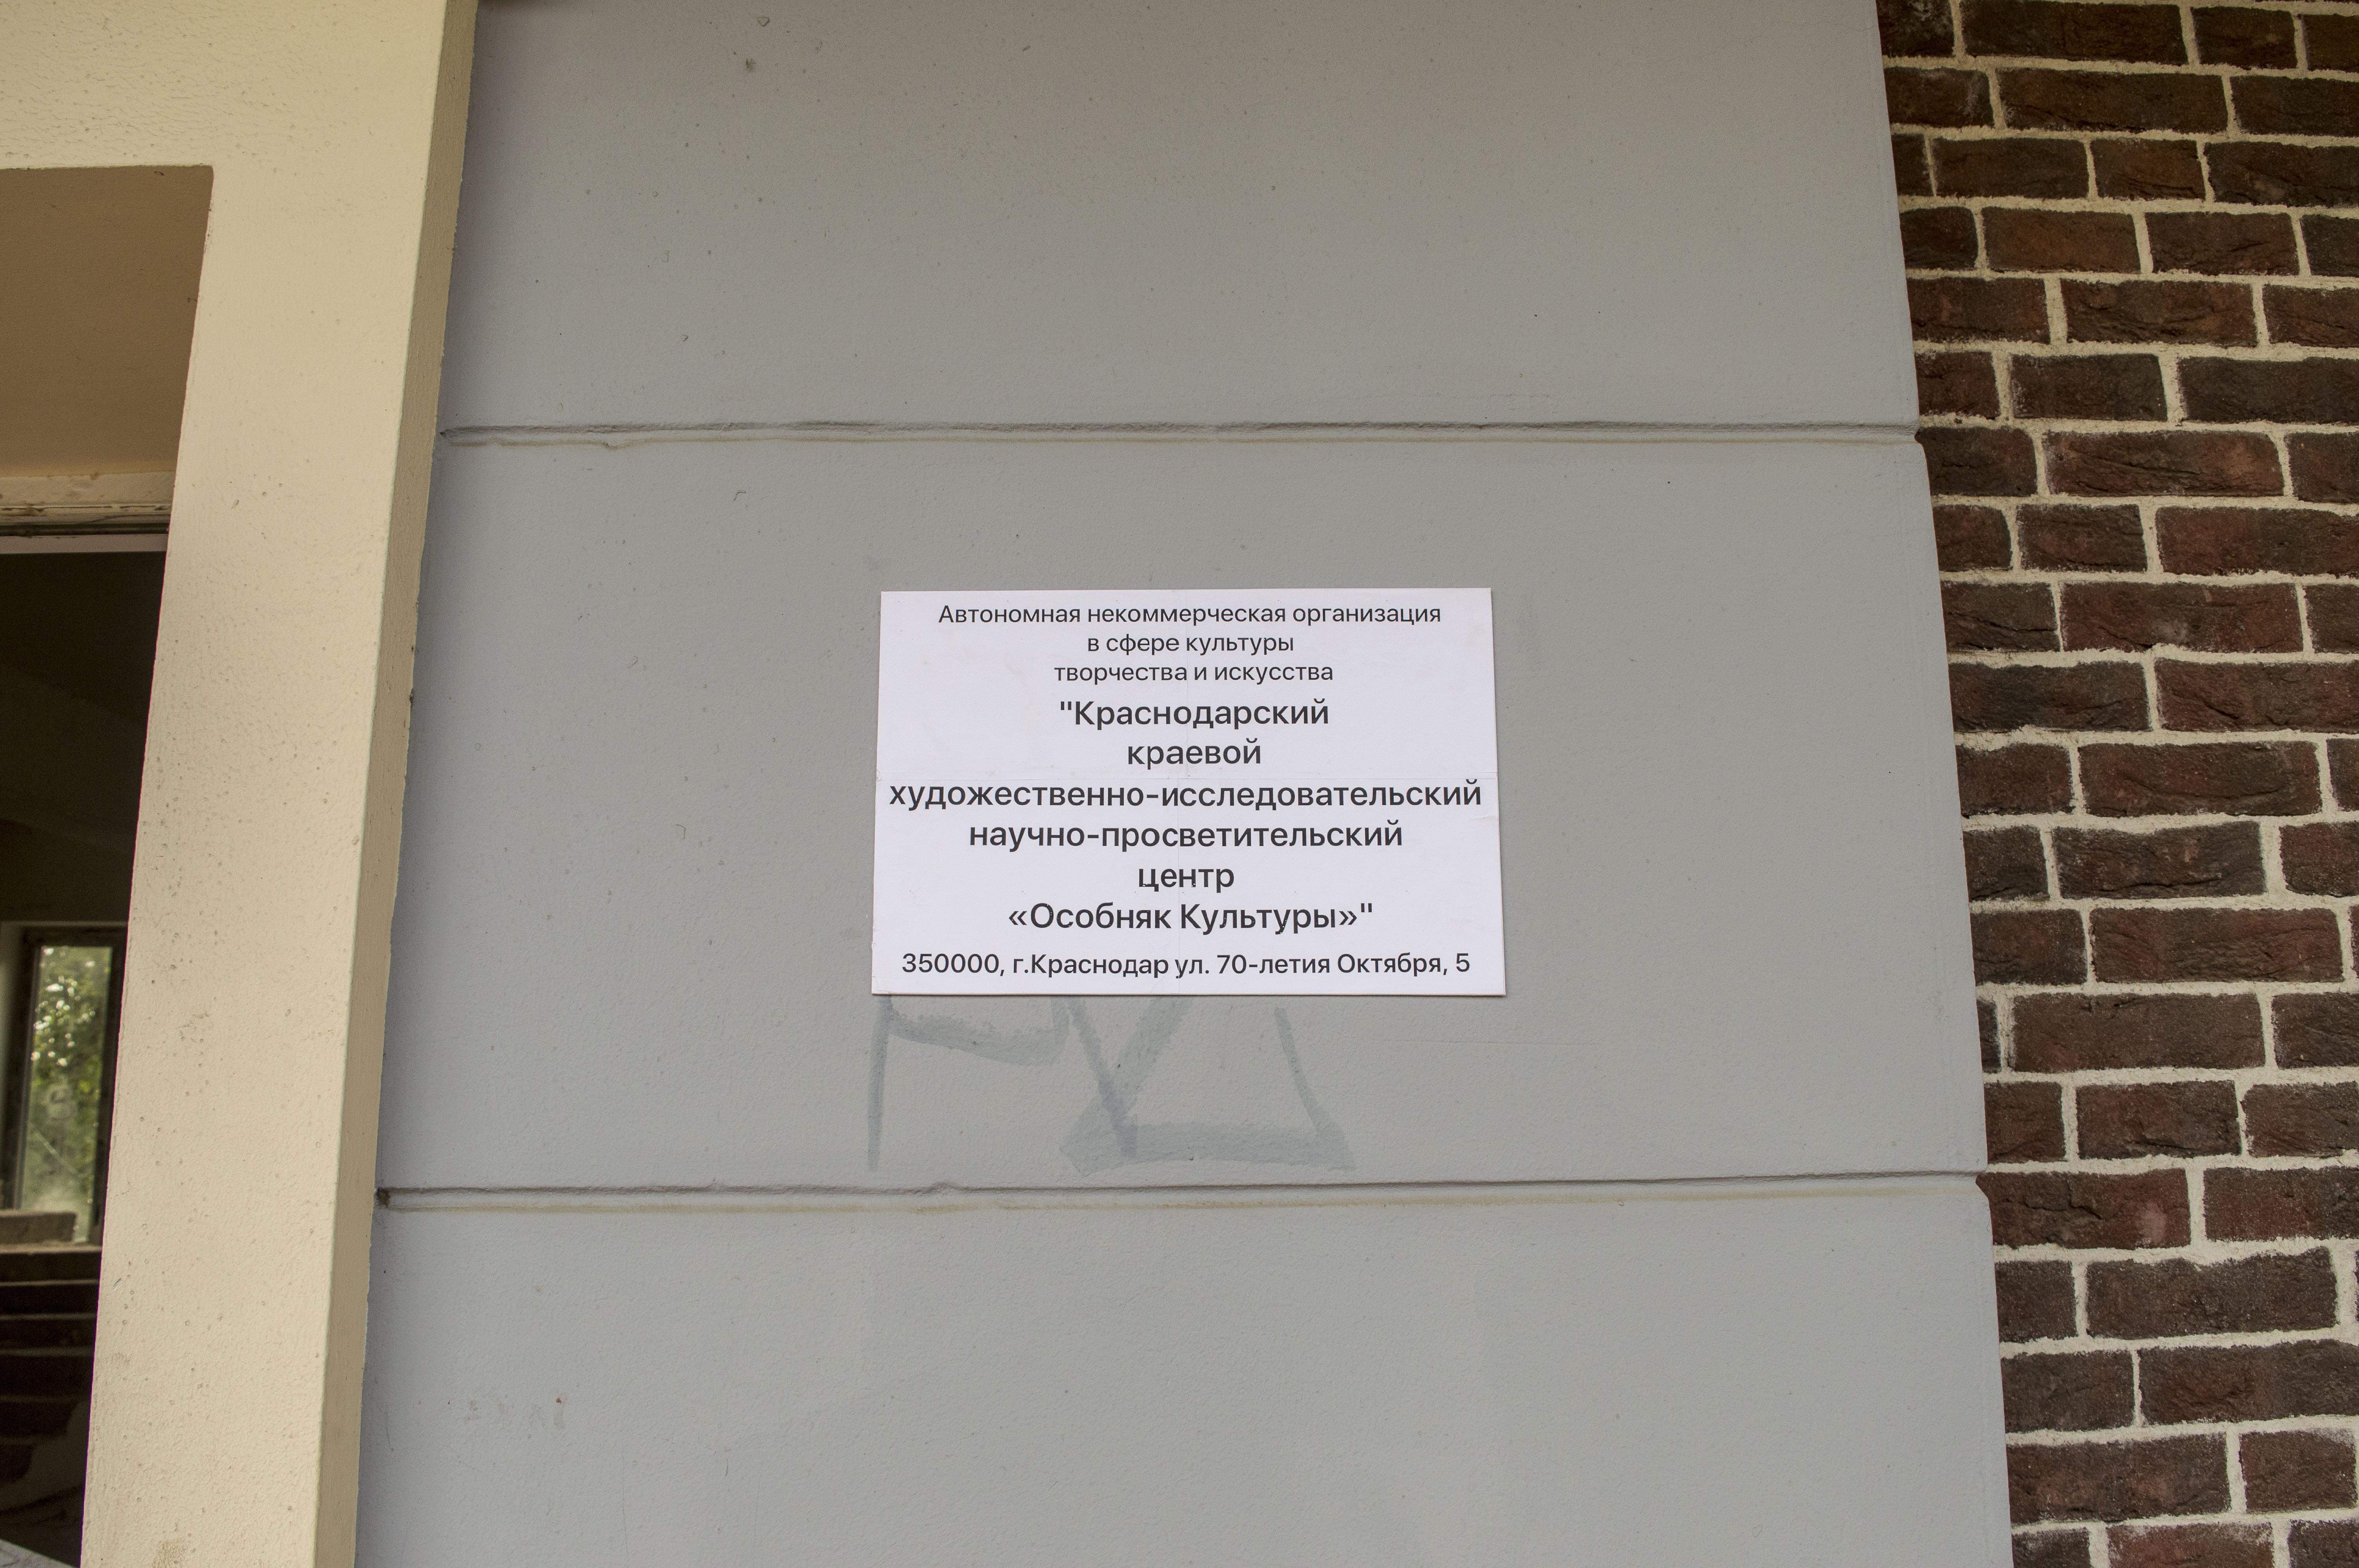 Автономная некоммерческая организация
в сфере культуры
творчества и искусства
"Краснодарский
краевой
художественно-исследовательский
научно-просветительский
центр
«Особняк Культуры»"
350000, г.Краснодар ул. 70-летия Октября, 5